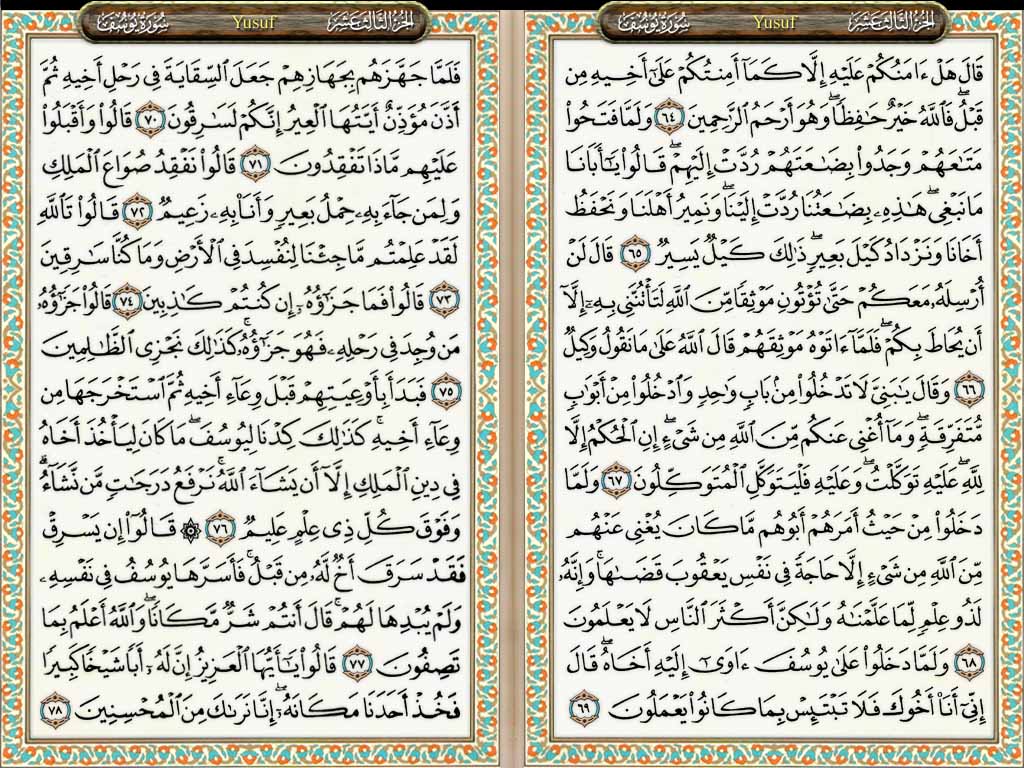 سورة يوسف Yusuf الجزء الثالث عشر
قَالَ هَلْ ءَامَنُكُمْ عَلَيْهِ إِلَّا كَمَآ أَمِنتُكُمْ عَلَىٰٓ أَخِيهِ مِن
قَبْلُ ۖ فَٱللَّهُ خَيْرٌ حَٰفِظًا ۖ وَهُوَ أَرْحَمُ ٱلرَّٰحِمِينَ ٦٤ وَلَمَّا فَتَحُوا۟
مَتَٰعَهُمْ وَجَدُوا۟ بِضَٰعَتَهُمْ رُدَّتْ إِلَيْهِمْ ۖ قَالُوا۟ يَٰٓأَبَانَا
مَا نَبْغِى ۖ هَٰذِهِۦ بِضَٰعَتُنَا رُدَّتْ إِلَيْنَا ۖ وَنَمِيرُ أَهْلَنَا وَنَحْفَظُ
أَخَانَا وَنَزْدَادُ كَيْلَ بَعِيرٍ ۖ ذَٰلِكَ كَيْلٌ يَسِيرٌ ٦٥ قَالَ لَنْ
أُرْسِلَهُۥ مَعَكُمْ حَتَّىٰ تُؤْتُونِ مَوْثِقًا مِّنَ ٱللَّهِ لَتَأْتُنَّنِى بِهِۦٓ إِلَّآ
أَن يُحَاطَ بِكُمْ ۖ فَلَمَّآ ءَاتَوْهُ مَوْثِقَهُمْ قَالَ ٱللَّهُ عَلَىٰ مَا نَقُولُ وَكِيلٌ
٦٦ وَقَالَ يَٰبَنِىَّ لَا تَدْخُلُوا۟ مِنۢ بَابٍ وَٰحِدٍ وَٱدْخُلُوا۟ مِنْ أَبْوَٰبٍ
مُّتَفَرِّقَةٍ ۖ وَمَآ أُغْنِى عَنكُم مِّنَ ٱللَّهِ مِن شَىْءٍ ۖ إِنِ ٱلْحُكْمُ إِلَّا
لِلَّهِ ۖ عَلَيْهِ تَوَكَّلْتُ ۖ وَعَلَيْهِ فَلْيَتَوَكَّلِ ٱلْمُتَوَكِّلُونَ ٦٧ وَلَمَّا
دَخَلُوا۟ مِنْ حَيْثُ أَمَرَهُمْ أَبُوهُم مَّا كَانَ يُغْنِى عَنْهُم
مِّنَ ٱللَّهِ مِن شَىْءٍ إِلَّا حَاجَةً فِى نَفْسِ يَعْقُوبَ قَضَىٰهَا ۚ وَإِنَّهُۥ
لَذُو عِلْمٍ لِّمَا عَلَّمْنَٰهُ وَلَٰكِنَّ أَكْثَرَ ٱلنَّاسِ لَا يَعْلَمُونَ
٦٨ وَلَمَّا دَخَلُوا۟ عَلَىٰ يُوسُفَ ءَاوَىٰٓ إِلَيْهِ أَخَاهُ ۖ قَالَ
إِنِّىٓ أَنَا۠ أَخُوكَ فَلَا تَبْتَئِسْ بِمَا كَانُوا۟ يَعْمَلُونَ ٦٩
سورة يوسف Yusuf الجزء الثالث عشر
فَلَمَّا جَهَّزَهُم بِجَهَازِهِمْ جَعَلَ ٱلسِّقَايَةَ فِى رَحْلِ أَخِيهِ ثُمَّ
أَذَّنَ مُؤَذِّنٌ أَيَّتُهَا ٱلْعِيرُ إِنَّكُمْ لَسَٰرِقُونَ ٧٠ قَالُوا۟ وَأَقْبَلُوا۟
عَلَيْهِم مَّاذَا تَفْقِدُونَ ٧١ قَالُوا۟ نَفْقِدُ صُوَاعَ ٱلْمَلِكِ
وَلِمَن جَآءَ بِهِۦ حِمْلُ بَعِيرٍ وَأَنَا۠ بِهِۦ زَعِيمٌ ٧٢ قَالُوا۟ تَٱللَّهِ
لَقَدْ عَلِمْتُم مَّا جِئْنَا لِنُفْسِدَ فِى ٱلْأَرْضِ وَمَا كُنَّا سَٰرِقِينَ
٧٣ قَالُوا۟ فَمَا جَزَٰٓؤُهُۥٓ إِن كُنتُمْ كَٰذِبِينَ ٧٤ قَالُوا۟ جَزَٰٓؤُهُۥ
مَن وُجِدَ فِى رَحْلِهِۦ فَهُوَ جَزَٰٓؤُهُۥ ۚ كَذَٰلِكَ نَجْزِى ٱلظَّٰلِمِينَ
٧٥ فَبَدَأَ بِأَوْعِيَتِهِمْ قَبْلَ وِعَآءِ أَخِيهِ ثُمَّ ٱسْتَخْرَجَهَا مِن
وِعَآءِ أَخِيهِ ۚ كَذَٰلِكَ كِدْنَا لِيُوسُفَ ۖ مَا كَانَ لِيَأْخُذَ أَخَاهُ
فِى دِينِ ٱلْمَلِكِ إِلَّآ أَن يَشَآءَ ٱللَّهُ ۚ نَرْفَعُ دَرَجَٰتٍ مَّن نَّشَآءُ ۗ
وَفَوْقَ كُلِّ ذِى عِلْمٍ عَلِيمٌ ٧٦ ۞ قَالُوٓا۟ إِن يَسْرِقْ
فَقَدْ سَرَقَ أَخٌ لَّهُۥ مِن قَبْلُ ۚ فَأَسَرَّهَا يُوسُفُ فِى نَفْسِهِۦ
وَلَمْ يُبْدِهَا لَهُمْ ۚ قَالَ أَنتُمْ شَرٌّ مَّكَانًا ۖ وَٱللَّهُ أَعْلَمُ بِمَا
تَصِفُونَ ٧٧ قَالُوا۟ يَٰٓأَيُّهَا ٱلْعَزِيزُ إِنَّ لَهُۥٓ أَبًا شَيْخًا كَبِيرًا
فَخُذْ أَحَدَنَا مَكَانَهُۥٓ ۖ إِنَّا نَرَىٰكَ مِنَ ٱلْمُحْسِنِينَ ٧٨